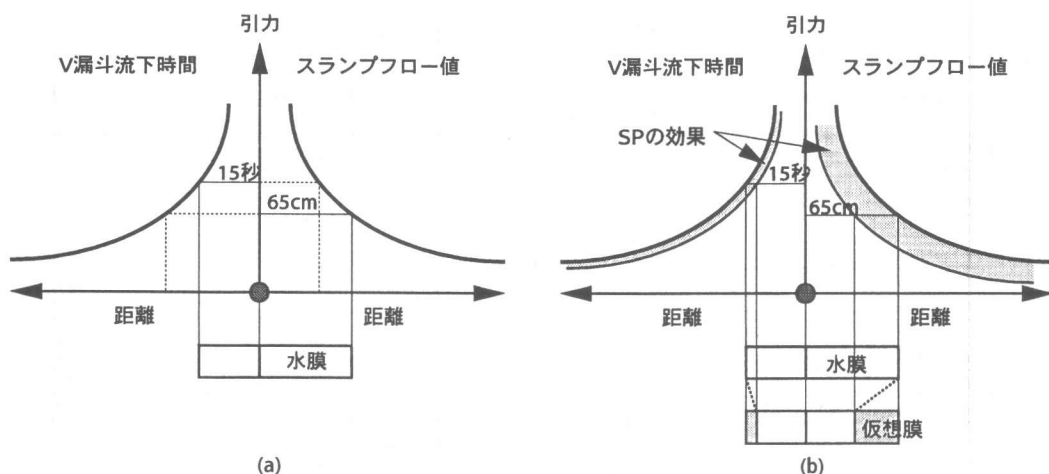 引力
V漏斗流下時間
スランプフロー値
15秒
65cm
距離
距離
水膜
(a)
引力
V漏斗流下時間
スランプフロー値
SPの効果
15秒
65cm
距離
距離
水膜
仮想膜
(b)